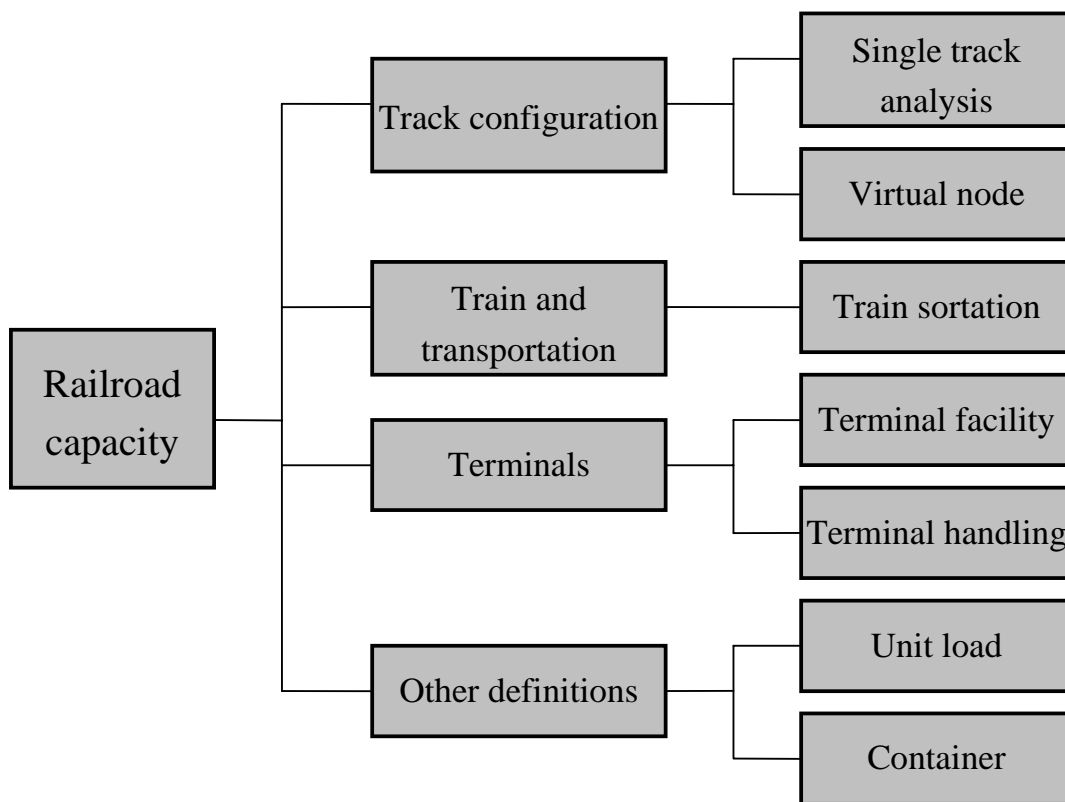 Railroad
capacity
Track configuration
Single track
analysis
Virtual node
Train and
transportation
Train sortation
Terminals
Terminal facility
Terminal handling
Other definitions
Unit load
Container